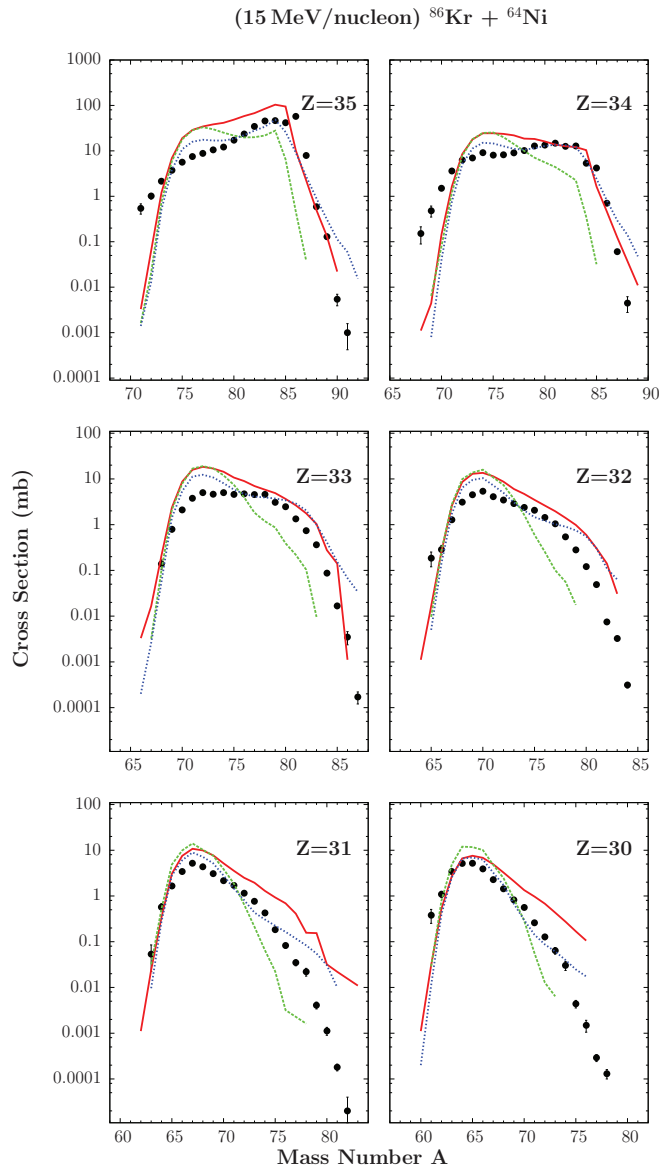 (15 MeV/nucleon) ⁸⁶Kr + ⁶⁴Ni
Cross Section (mb)
1000
100
10
1
0.1
0.01
0.001
0.0001
Z=35
70 75 80 85 90
Z=34
65 70 75 80 85 90
100
10
1
0.1
0.01
0.001
0.0001
Z=33
65 70 75 80 85
Z=32
65 70 75 80 85
100
10
1
0.1
0.01
0.001
0.0001
Z=31
60 65 70 75 80
Z=30
60 65 70 75 80
Mass Number A